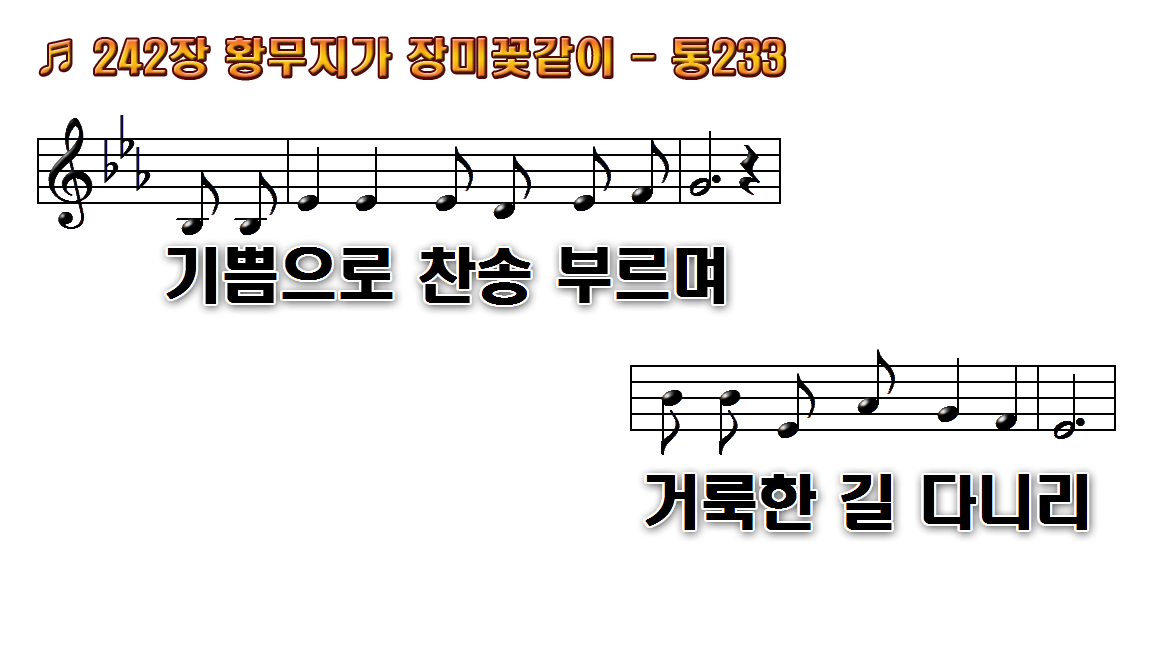 ♬ 242장 황무지가 장미꽃같이 - 통233
기쁨으로 찬송 부르며
거룩한 길 다니리